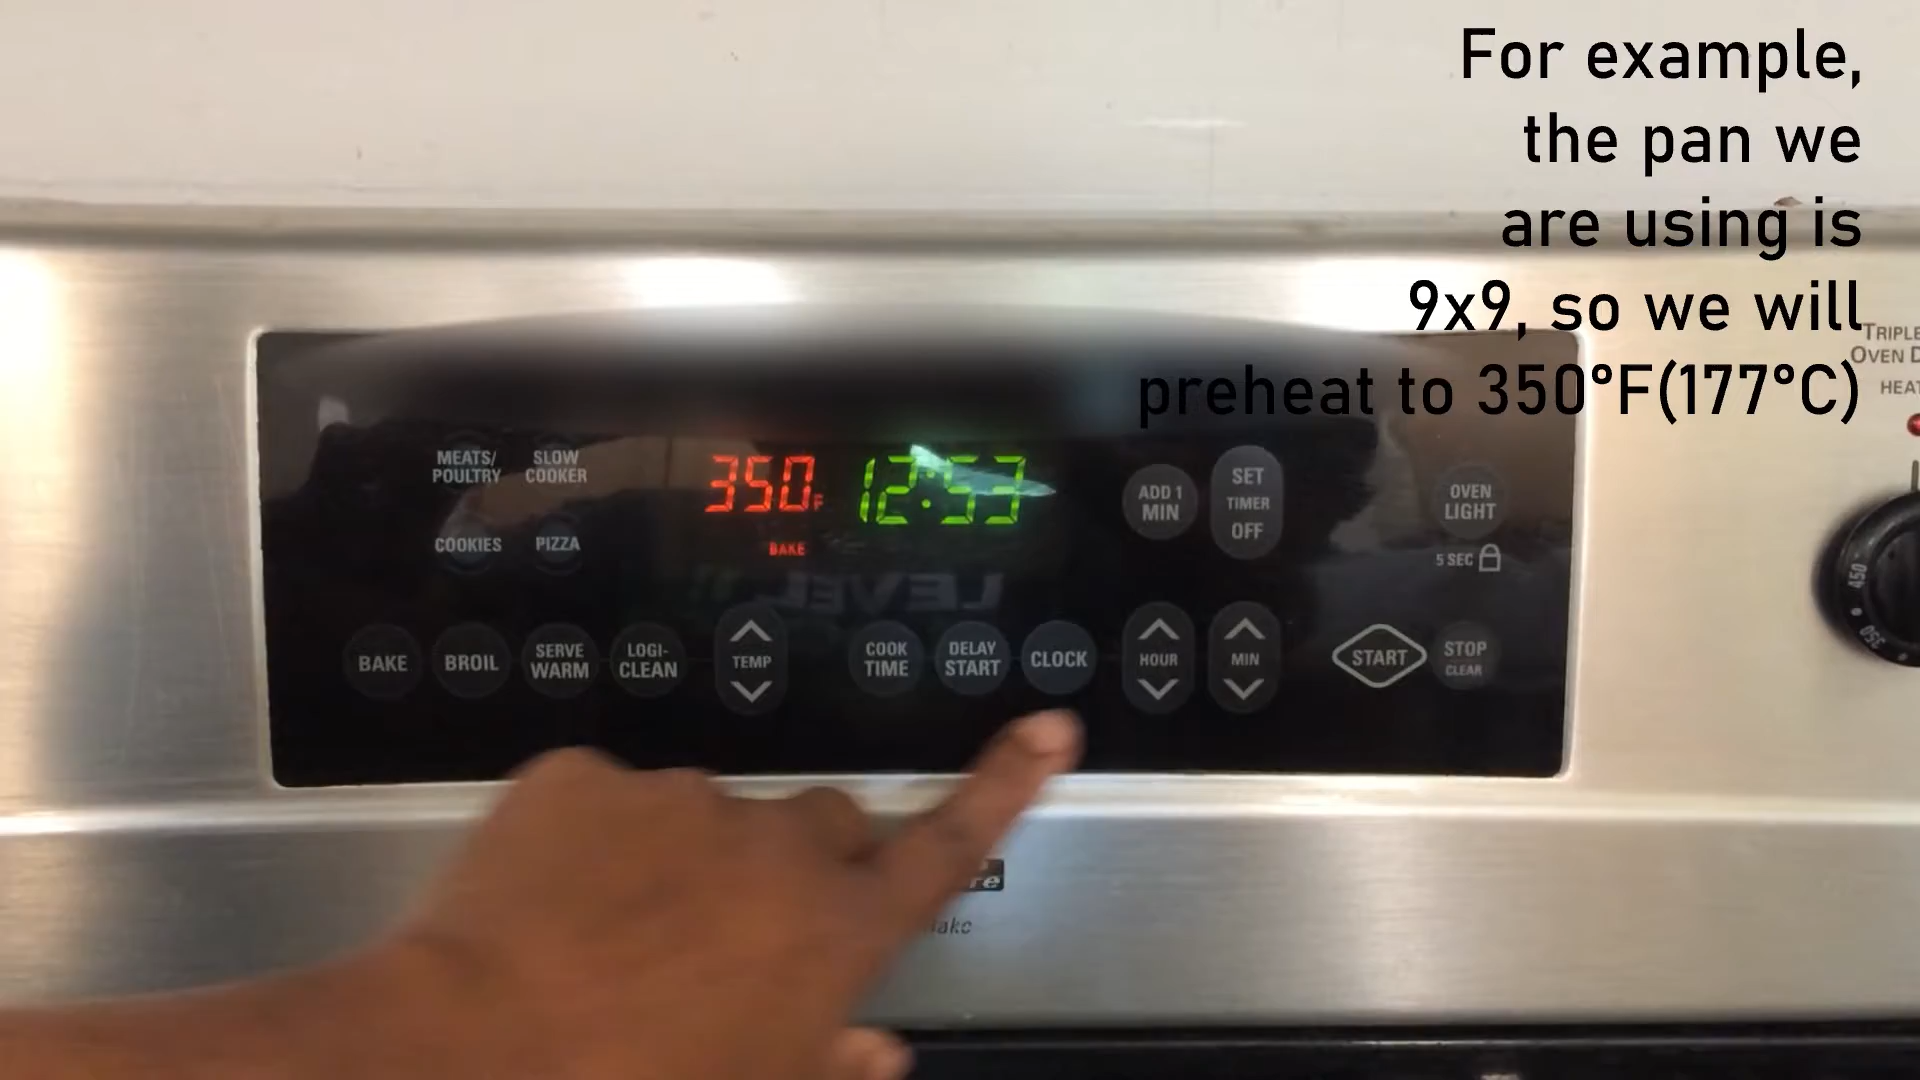 For example,
the pan we
are using is
9x9, so we will
preheat to 350°F(177°C)
TRIPLE
OVEN
HEAT
MEATS/
POULTRY
SLOW
COOKER
350F
12:53
ADD 1
MIN
SET
TIMER
OFF
OVEN
LIGHT
COOKIES
PIZZA
BAKE
5 SEC
LEVEL
BAKE
BROIL
SERVE
WARM
LOGI-
CLEAN
TEMP
COOK
TIME
DELAY
START
CLOCK
HOUR
MIN
START
STOP
CLEAR
450
350